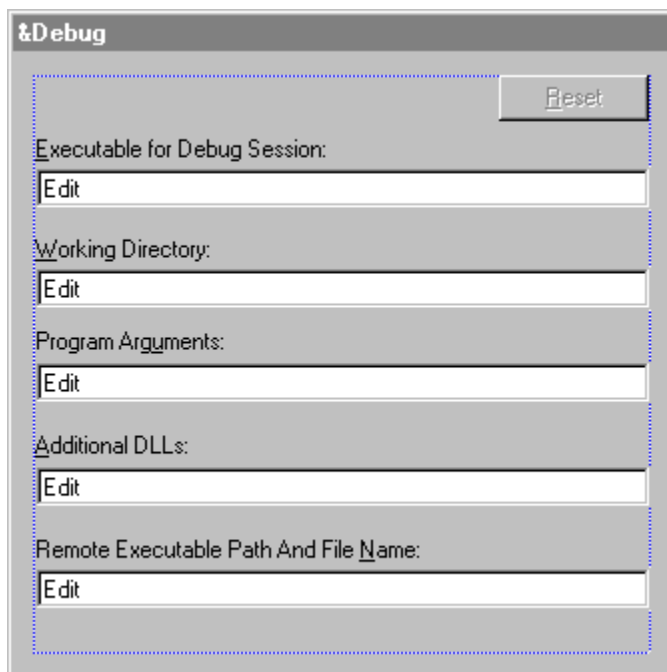 &Debug
Reset
Executable for Debug Session:
Edit
Working Directory:
Edit
Program Arguments:
Edit
Additional DLLs:
Edit
Remote Executable Path And File Name:
Edit